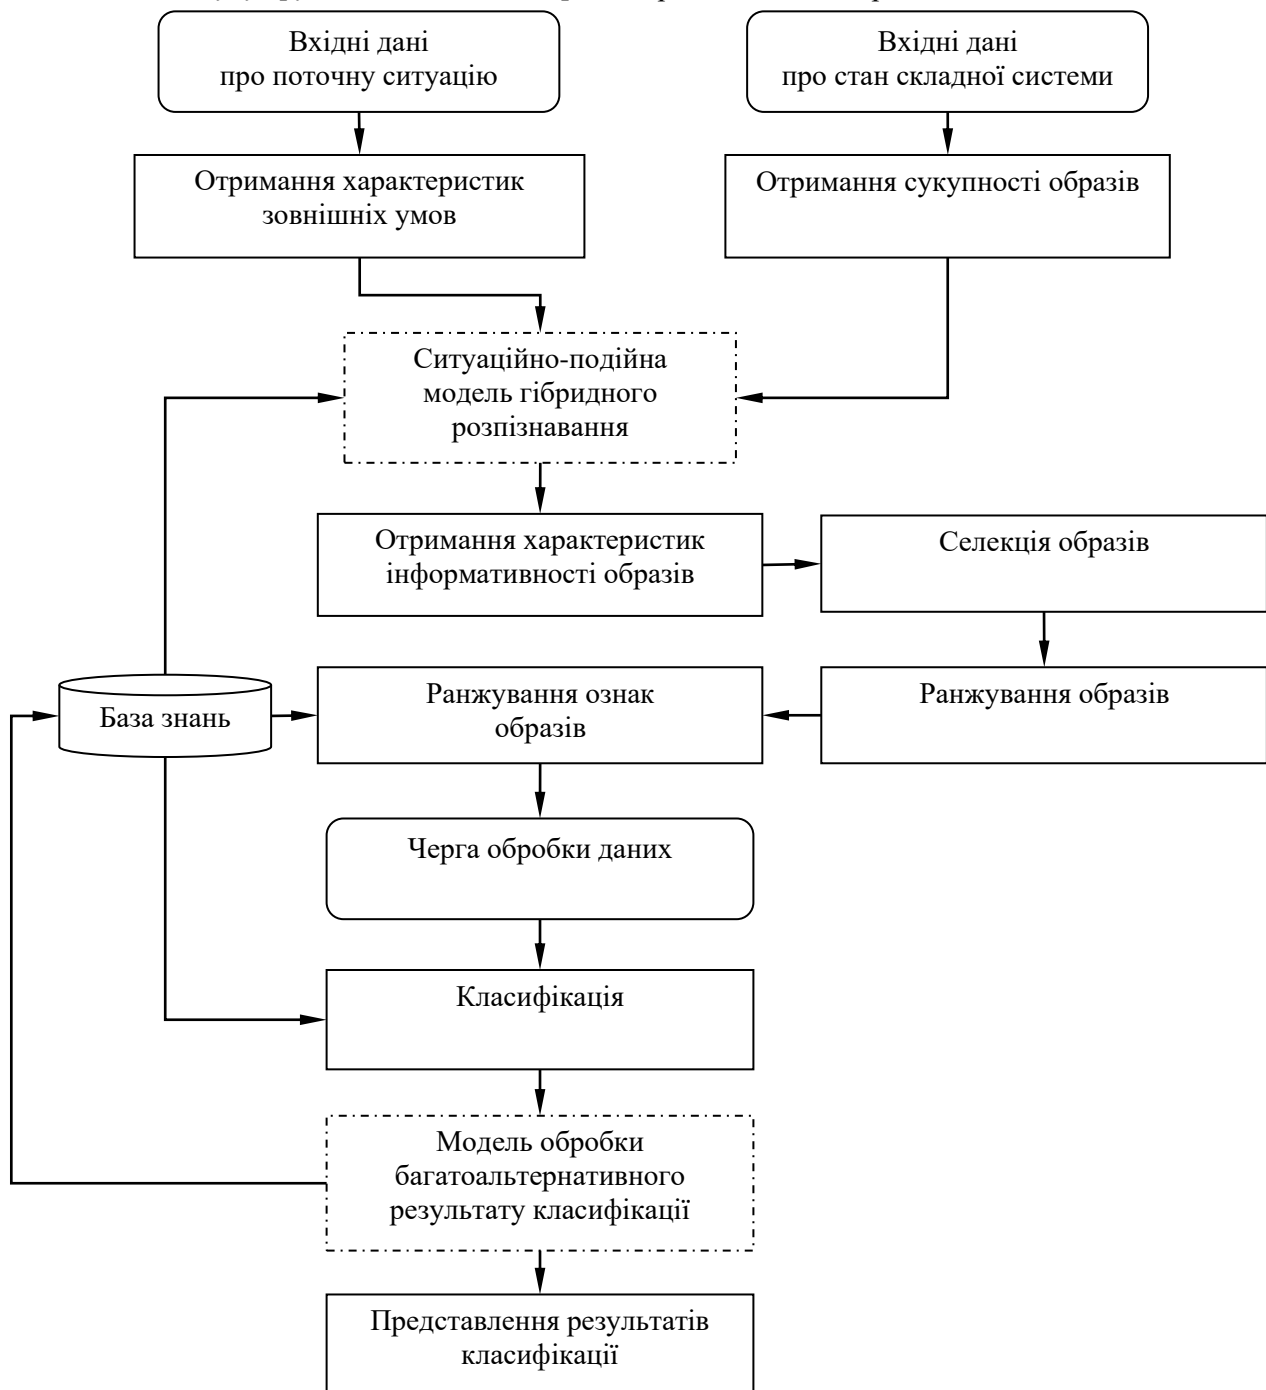 Вхідні дані
про поточну ситуацію
Вхідні дані
про стан складної системи
Отримання характеристик
зовнішніх умов
Отримання сукупності образів
Ситуаційно-подійна
модель гібридного
розпізнавання
Отримання характеристик
інформативності образів
Селекція образів
База знань
Ранжування ознак
образів
Ранжування образів
Черга обробки даних
Класифікація
Модель обробки
багатоальтернативного
результату класифікації
Представлення результатів
класифікації